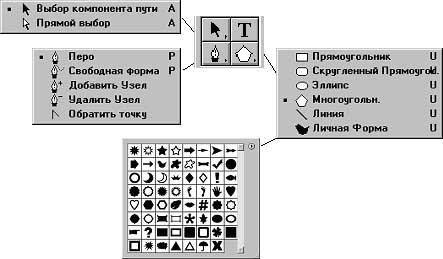 Выбор компонента пути A
Прямой выбор A
T
Перо P
Свободная форма P
Добавить Узел
Удалить Узел
Обратить точку
Прямоугольник U
Скругленный Прямоугол. U
Эллипс U
Многоугольн. U
Линия U
Личная Форма U